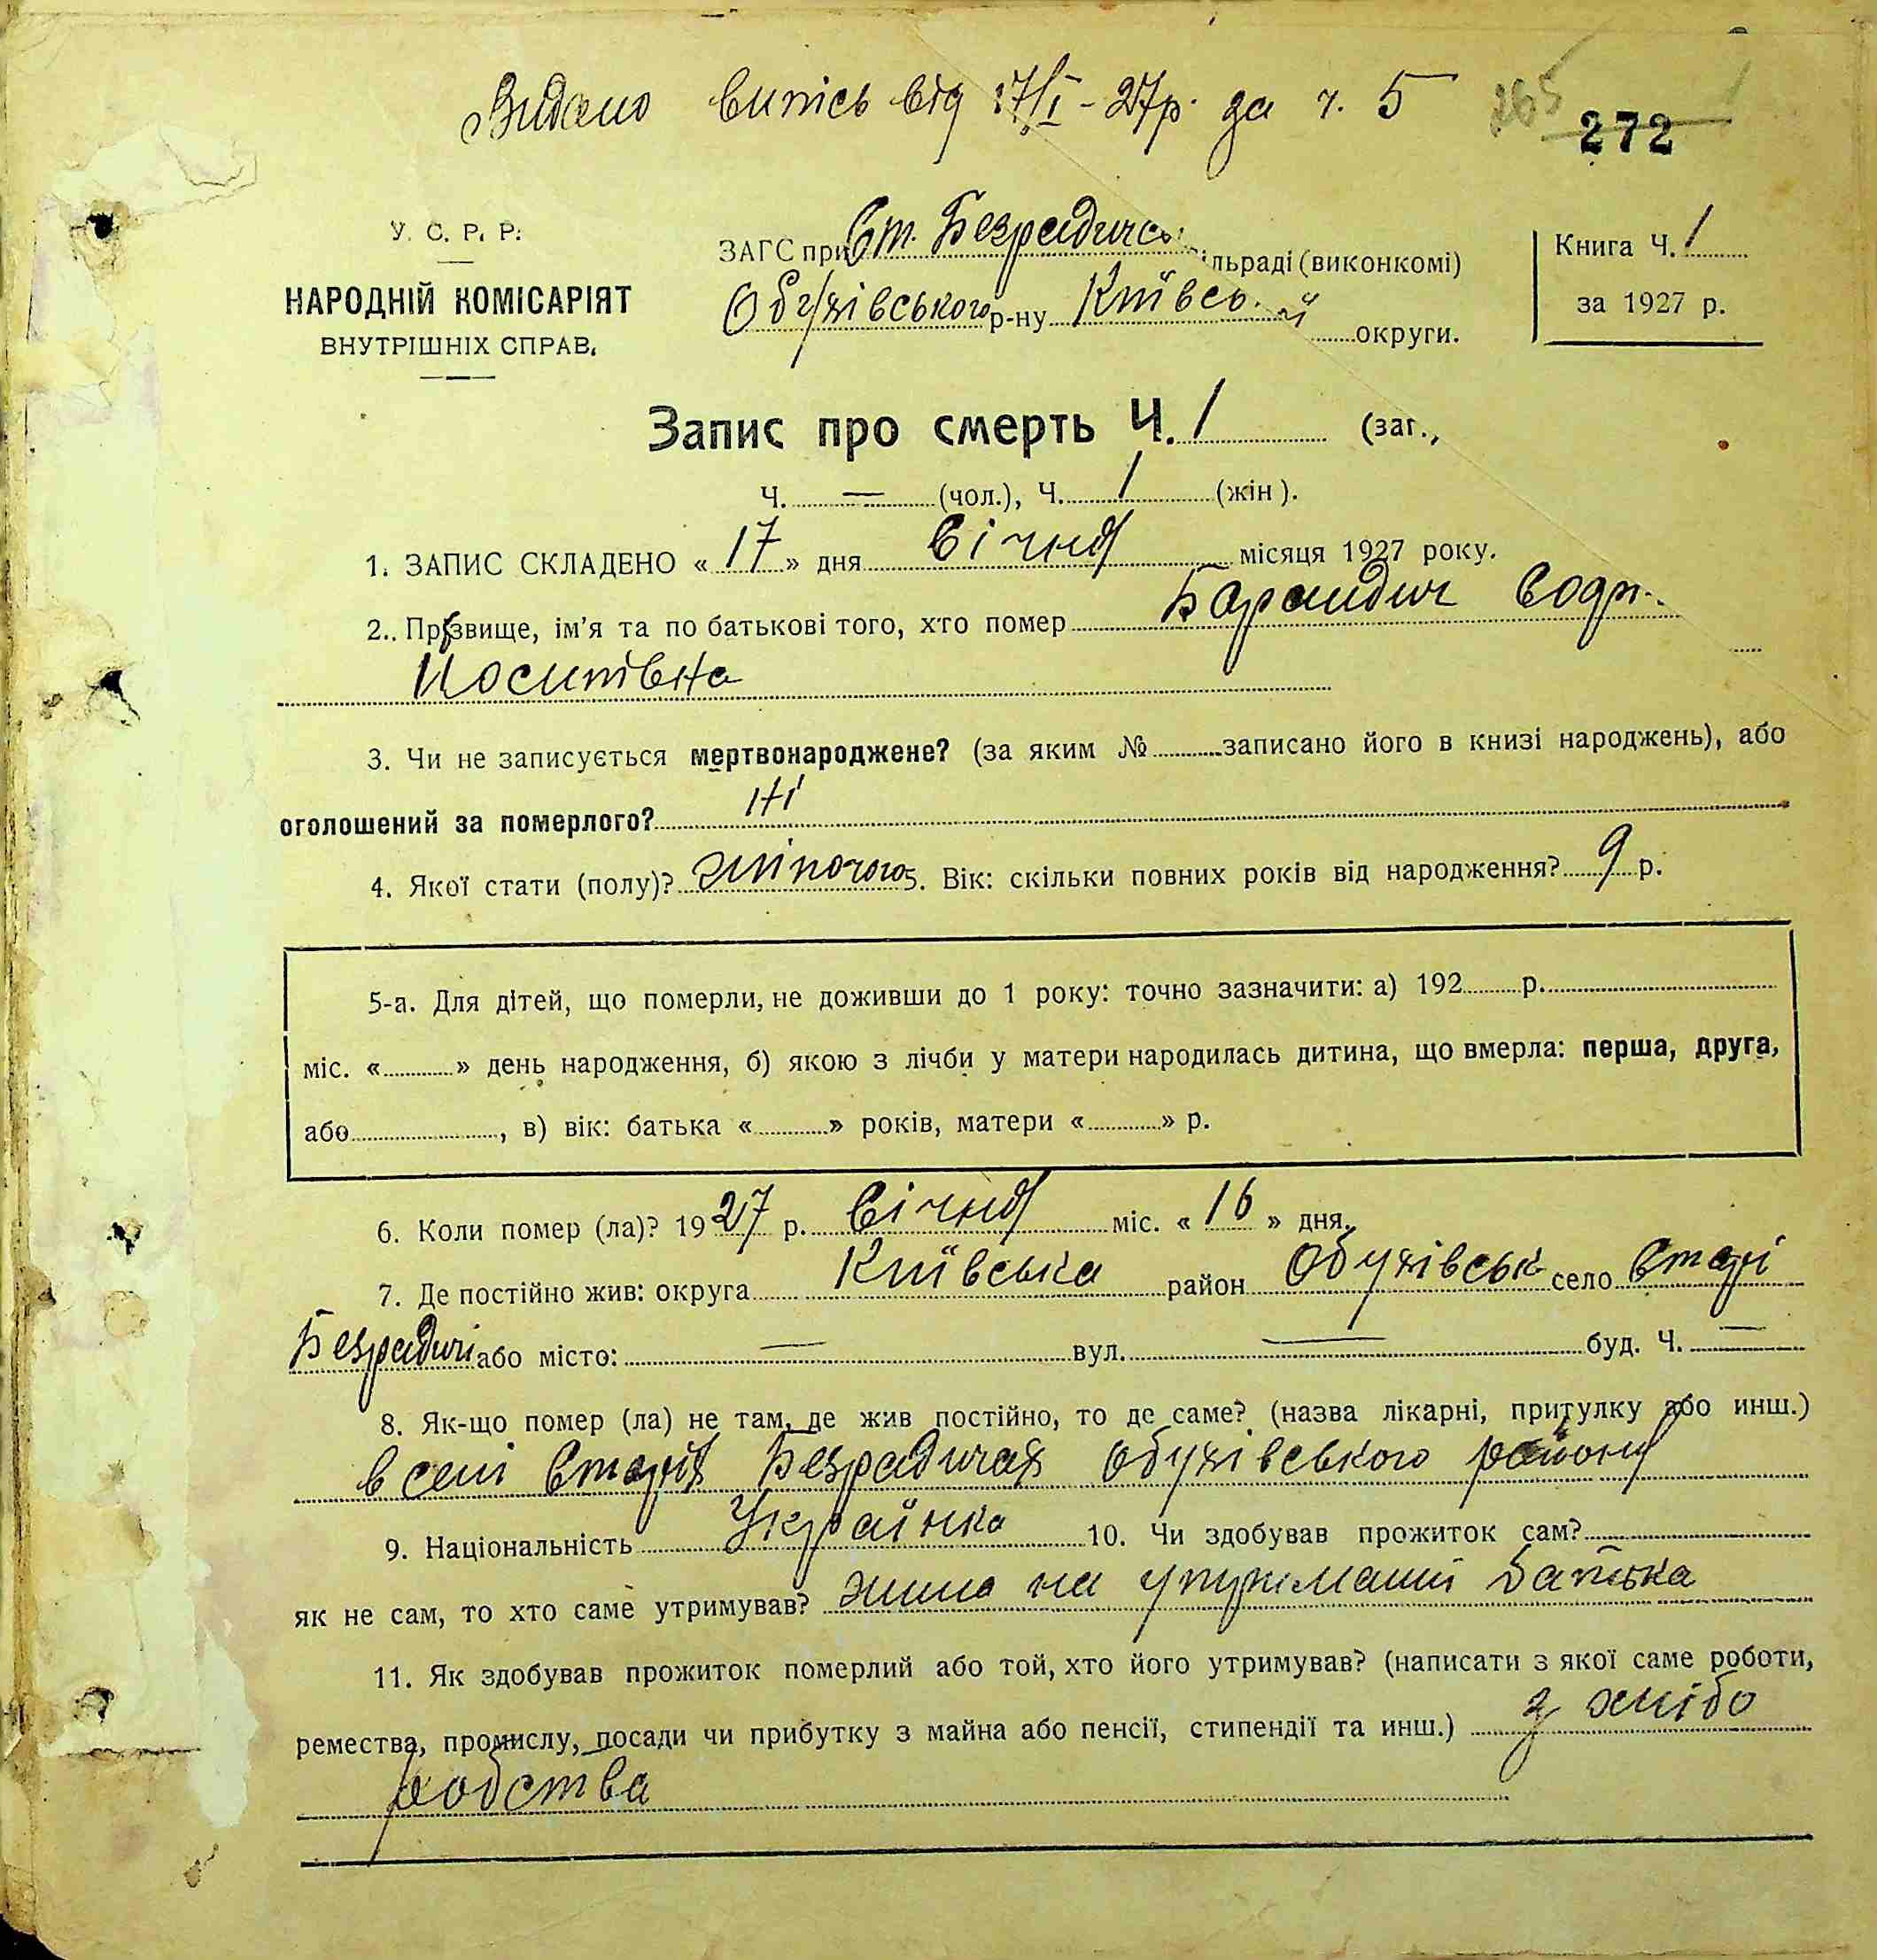 Видано витись від 17/I - 27р. за ч. 5 265 272
У. С. Р. Р.
НАРОДНІЙ КОМІСАРІЯТ
ВНУТРІШНІХ СПРАВ.
ЗАГС при Ст. Безрадичс. ільраді (виконкомі)
Обухівського р-ну Київсь й округи.
Книга Ч. 1
за 1927 р.
Запис про смерть Ч. 1 (заг.,
Ч. — (чол.), Ч. 1 (жін ).
1. ЗАПИС СКЛАДЕНО « 17 » дня Січня місяця 1927 року.
2.. Прізвище, ім'я та по батькові того, хто помер Барандич
Йосипівна
3. Чи не записується мертвонароджене? (за яким № записано його в книзі народжень), або
оголошений за померлого? Ні
4. Якої стати (полу)? жіночого 5. Вік: скільки повних років від народження? 9 р.
5-а. Для дітей, що померли, не доживши до 1 року: точно зазначити: а) 192 р.
міс. « » день народження, б) якою з лічби у матери народилась дитина, що вмерла: перша, друга,
або , в) вік: батька « » років, матери « » р.
6. Коли помер (ла)? 1927 р. Січня міс. « 16 » дня.
7. Де постійно жив: округа Київська район Обухівськ село Старі
Безрадичі або місто: — вул. — буд. Ч. —
8. Як-що помер (ла) не там, де жив постійно, то де саме? (назва лікарні, притулку або инш.)
в селі Старих Безрадичах Обухівського району
9. Національність Українка 10. Чи здобував прожиток сам?
як не сам, то хто саме утримував? жила на утриманні батька
11. Як здобував прожиток померлий або той, хто його утримував? (написати з якої саме роботи,
ремества, промислу, посади чи прибутку з майна або пенсії, стипендії та инш.) з хлібо
робства